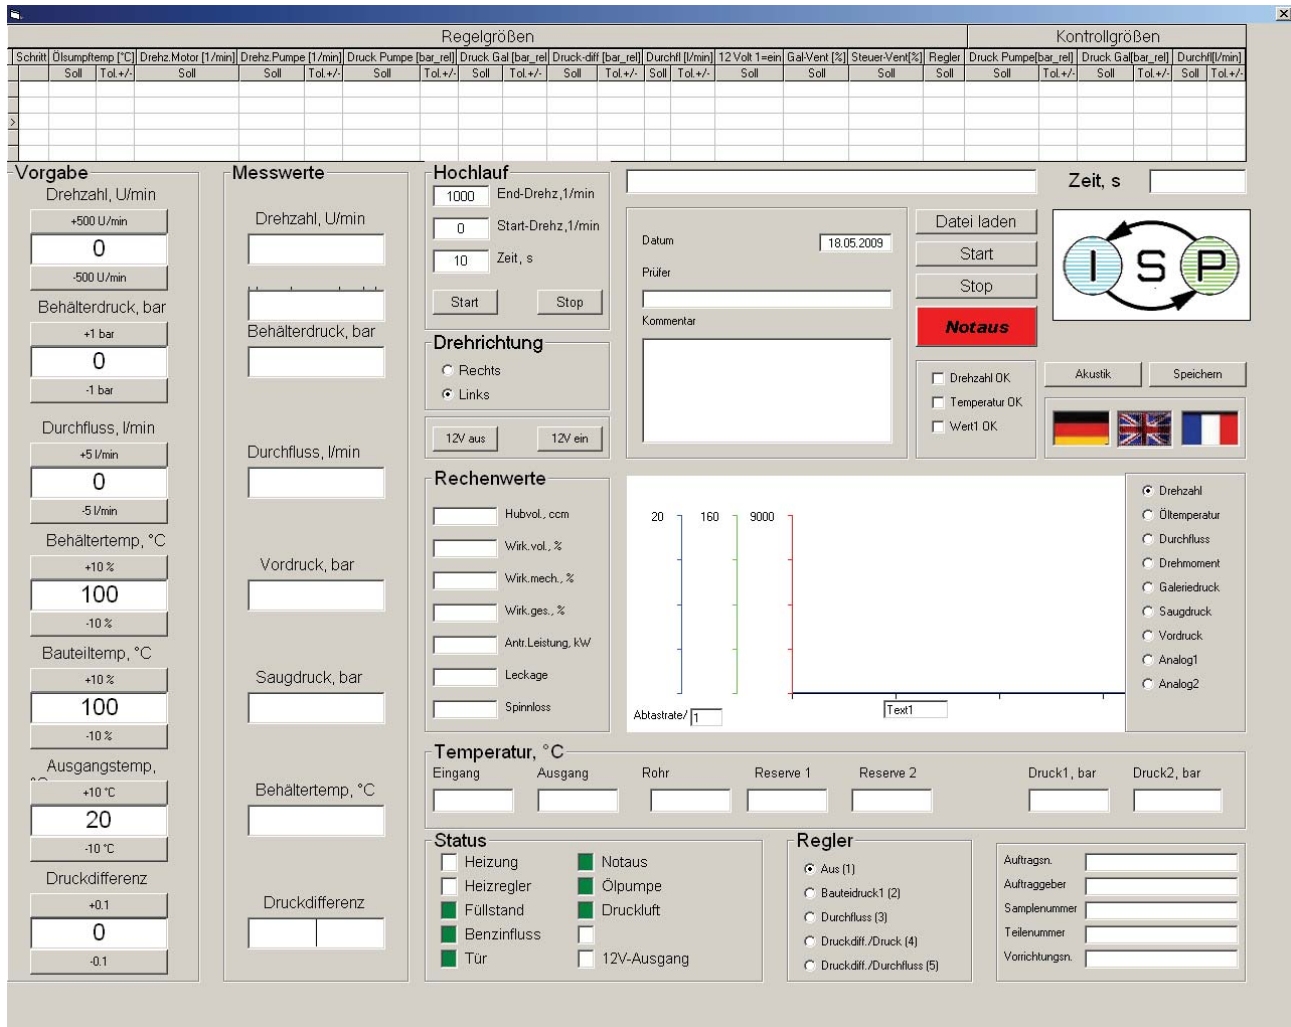 Regelgrößen Kontrollgrößen
Schritt Ölsumpftemp [°C] Drehz.Motor [1/min] Drehz.Pumpe [1/min] Druck Pumpe [bar_rel] Druck Gal [bar_rel] Druck-diff [bar_rel] Durchfl [l/min] 12 Volt 1=ein Gal-Vent [%] Steuer-Vent[%] Regler Druck Pumpe[bar_rel] Druck Gal[bar_rel] Durchfl[l/min]
Soll Tol.+/- Soll Soll Tol.+/- Soll Tol.+/- Soll Tol.+/- Soll Tol.+/- Soll Tol.+/- Soll Soll Soll Soll Soll Tol.+/- Soll Tol.+/- Soll Tol.+/-
>
Vorgabe
Drehzahl, U/min
+500 U/min
0
-500 U/min
Behälterdruck, bar
+1 bar
0
-1 bar
Durchfluss, l/min
+5 l/min
0
-5 l/min
Behältertemp, °C
+10 %
100
-10 %
Bauteiltemp, °C
+10 %
100
-10 %
Ausgangstemp,
+10 °C
20
-10 °C
Druckdifferenz
+0.1
0
-0.1
Messwerte
Drehzahl, U/min
Behälterdruck, bar
Durchfluss, l/min
Vordruck, bar
Saugdruck, bar
Behältertemp, °C
Druckdifferenz
Hochlauf
1000 End-Drehz,1/min
0 Start-Drehz,1/min
10 Zeit, s
Start Stop
Drehrichtung
Rechts
Links
12V aus 12V ein
Rechenwerte
Hubvol., ccm
Wirk.vol., %
Wirk.mech., %
Wirk.ges., %
Antr.Leistung, kW
Leckage
Spinnloss
Zeit, s
Datum 18.05.2009
Prüfer
Kommentar
Datei laden
Start
Stop
Notaus
Drehzahl OK
Temperatur OK
Wert1 OK
I S P
Akustik Speichern
20 160 9000
Abtastrate/ 1
Text1
Drehzahl
Öltemperatur
Durchfluss
Drehmoment
Galeriedruck
Saugdruck
Vordruck
Analog1
Analog2
Temperatur, °C
Eingang Ausgang Rohr Reserve 1 Reserve 2 Druck1, bar Druck2, bar
Status
Heizung
Heizregler
Füllstand
Benzinfluss
Tür
Notaus
Ölpumpe
Druckluft
12V-Ausgang
Regler
Aus (1)
Bauteidruck1 (2)
Durchfluss (3)
Druckdiff./Druck (4)
Druckdiff./Durchfluss (5)
Auftragsn.
Auftraggeber
Samplenummer
Teilenummer
Vorrichtungsn.